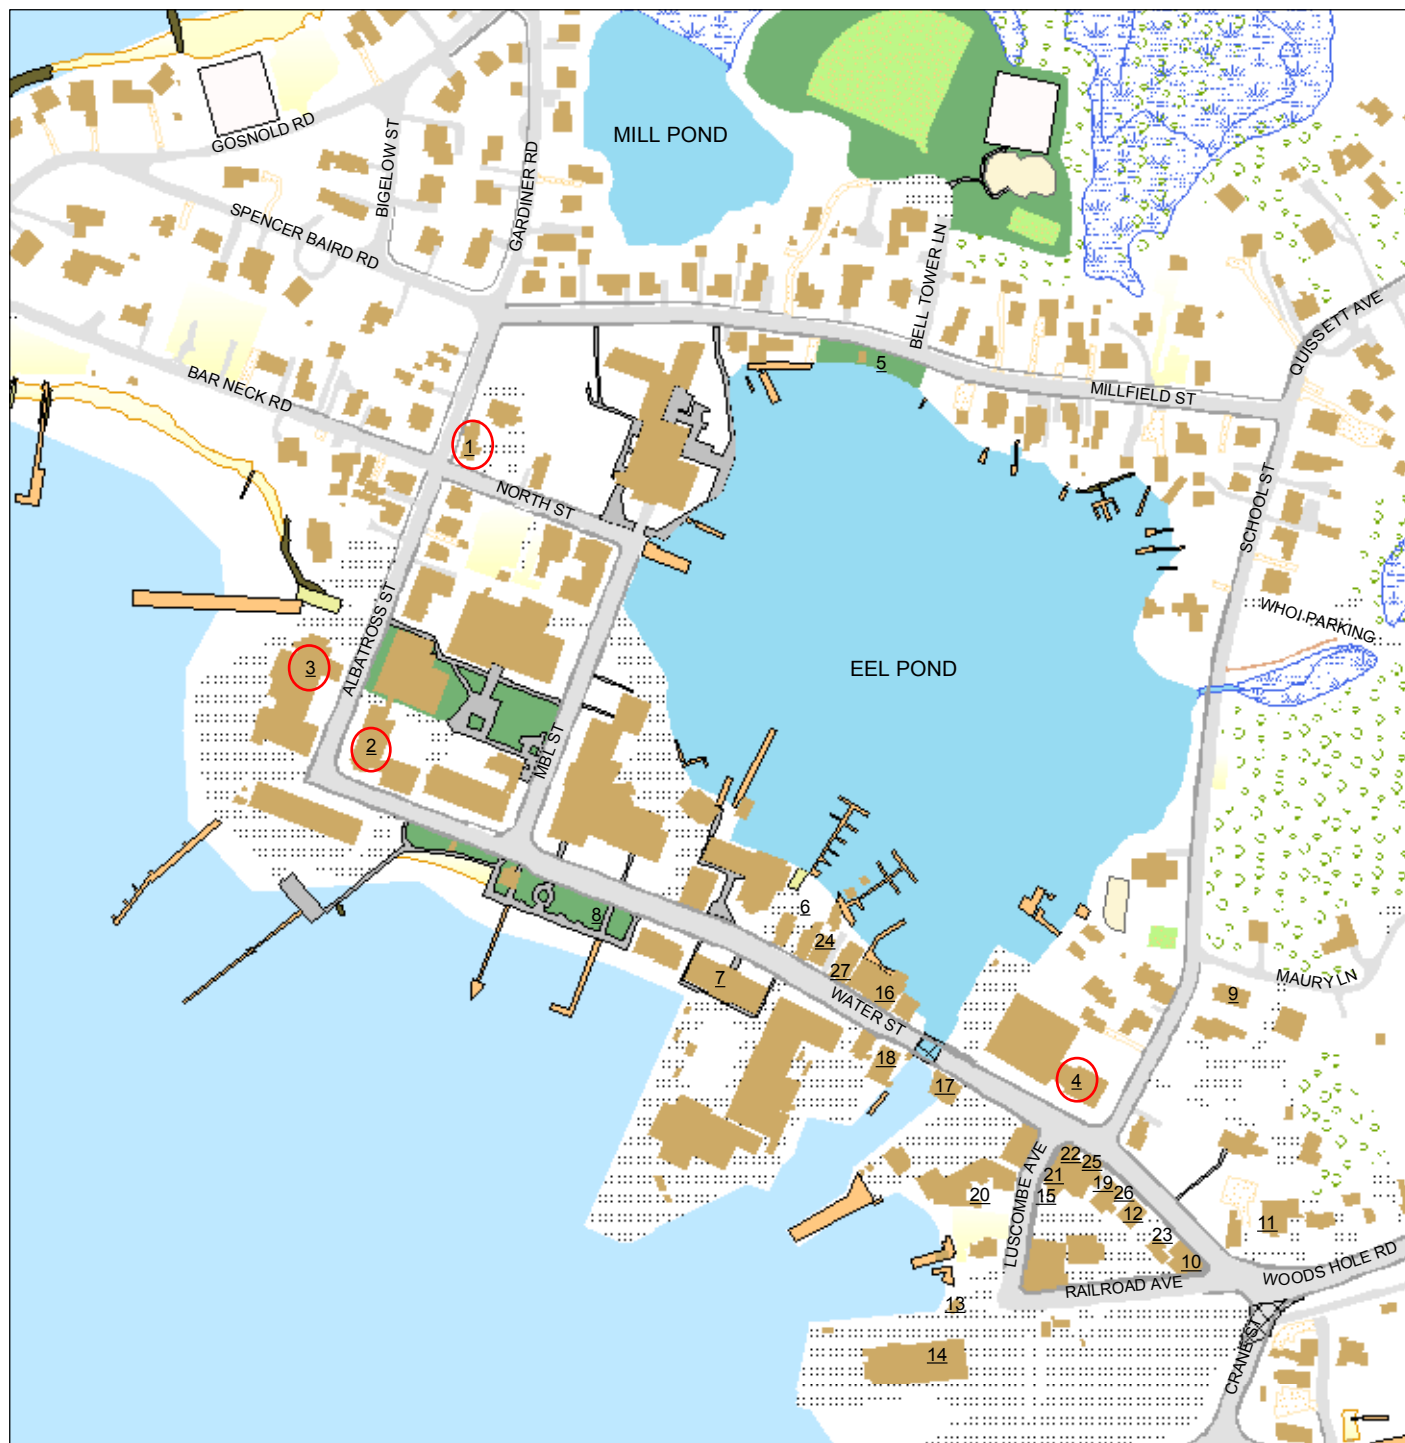 MILL POND
GOSNOLD RD
BIGELOW ST
GARDINER RD
SPENCER BAIRD RD
BELL TOWER LN
QUISSETT AVE
5
BAR NECK RD
MILLFIELD ST
1
NORTH ST
SCHOOL ST
WHOI PARKING
ALBATROSS ST
3
EEL POND
2
MBL ST
6
8
24
27
7
WATER ST
16
MAURY LN
9
18
17
4
22
25
21
19
20
15
26
12
11
LUSCOMBE AVE
23
10
RAILROAD AVE
WOODS HOLE RD
13
14
CRANE ST